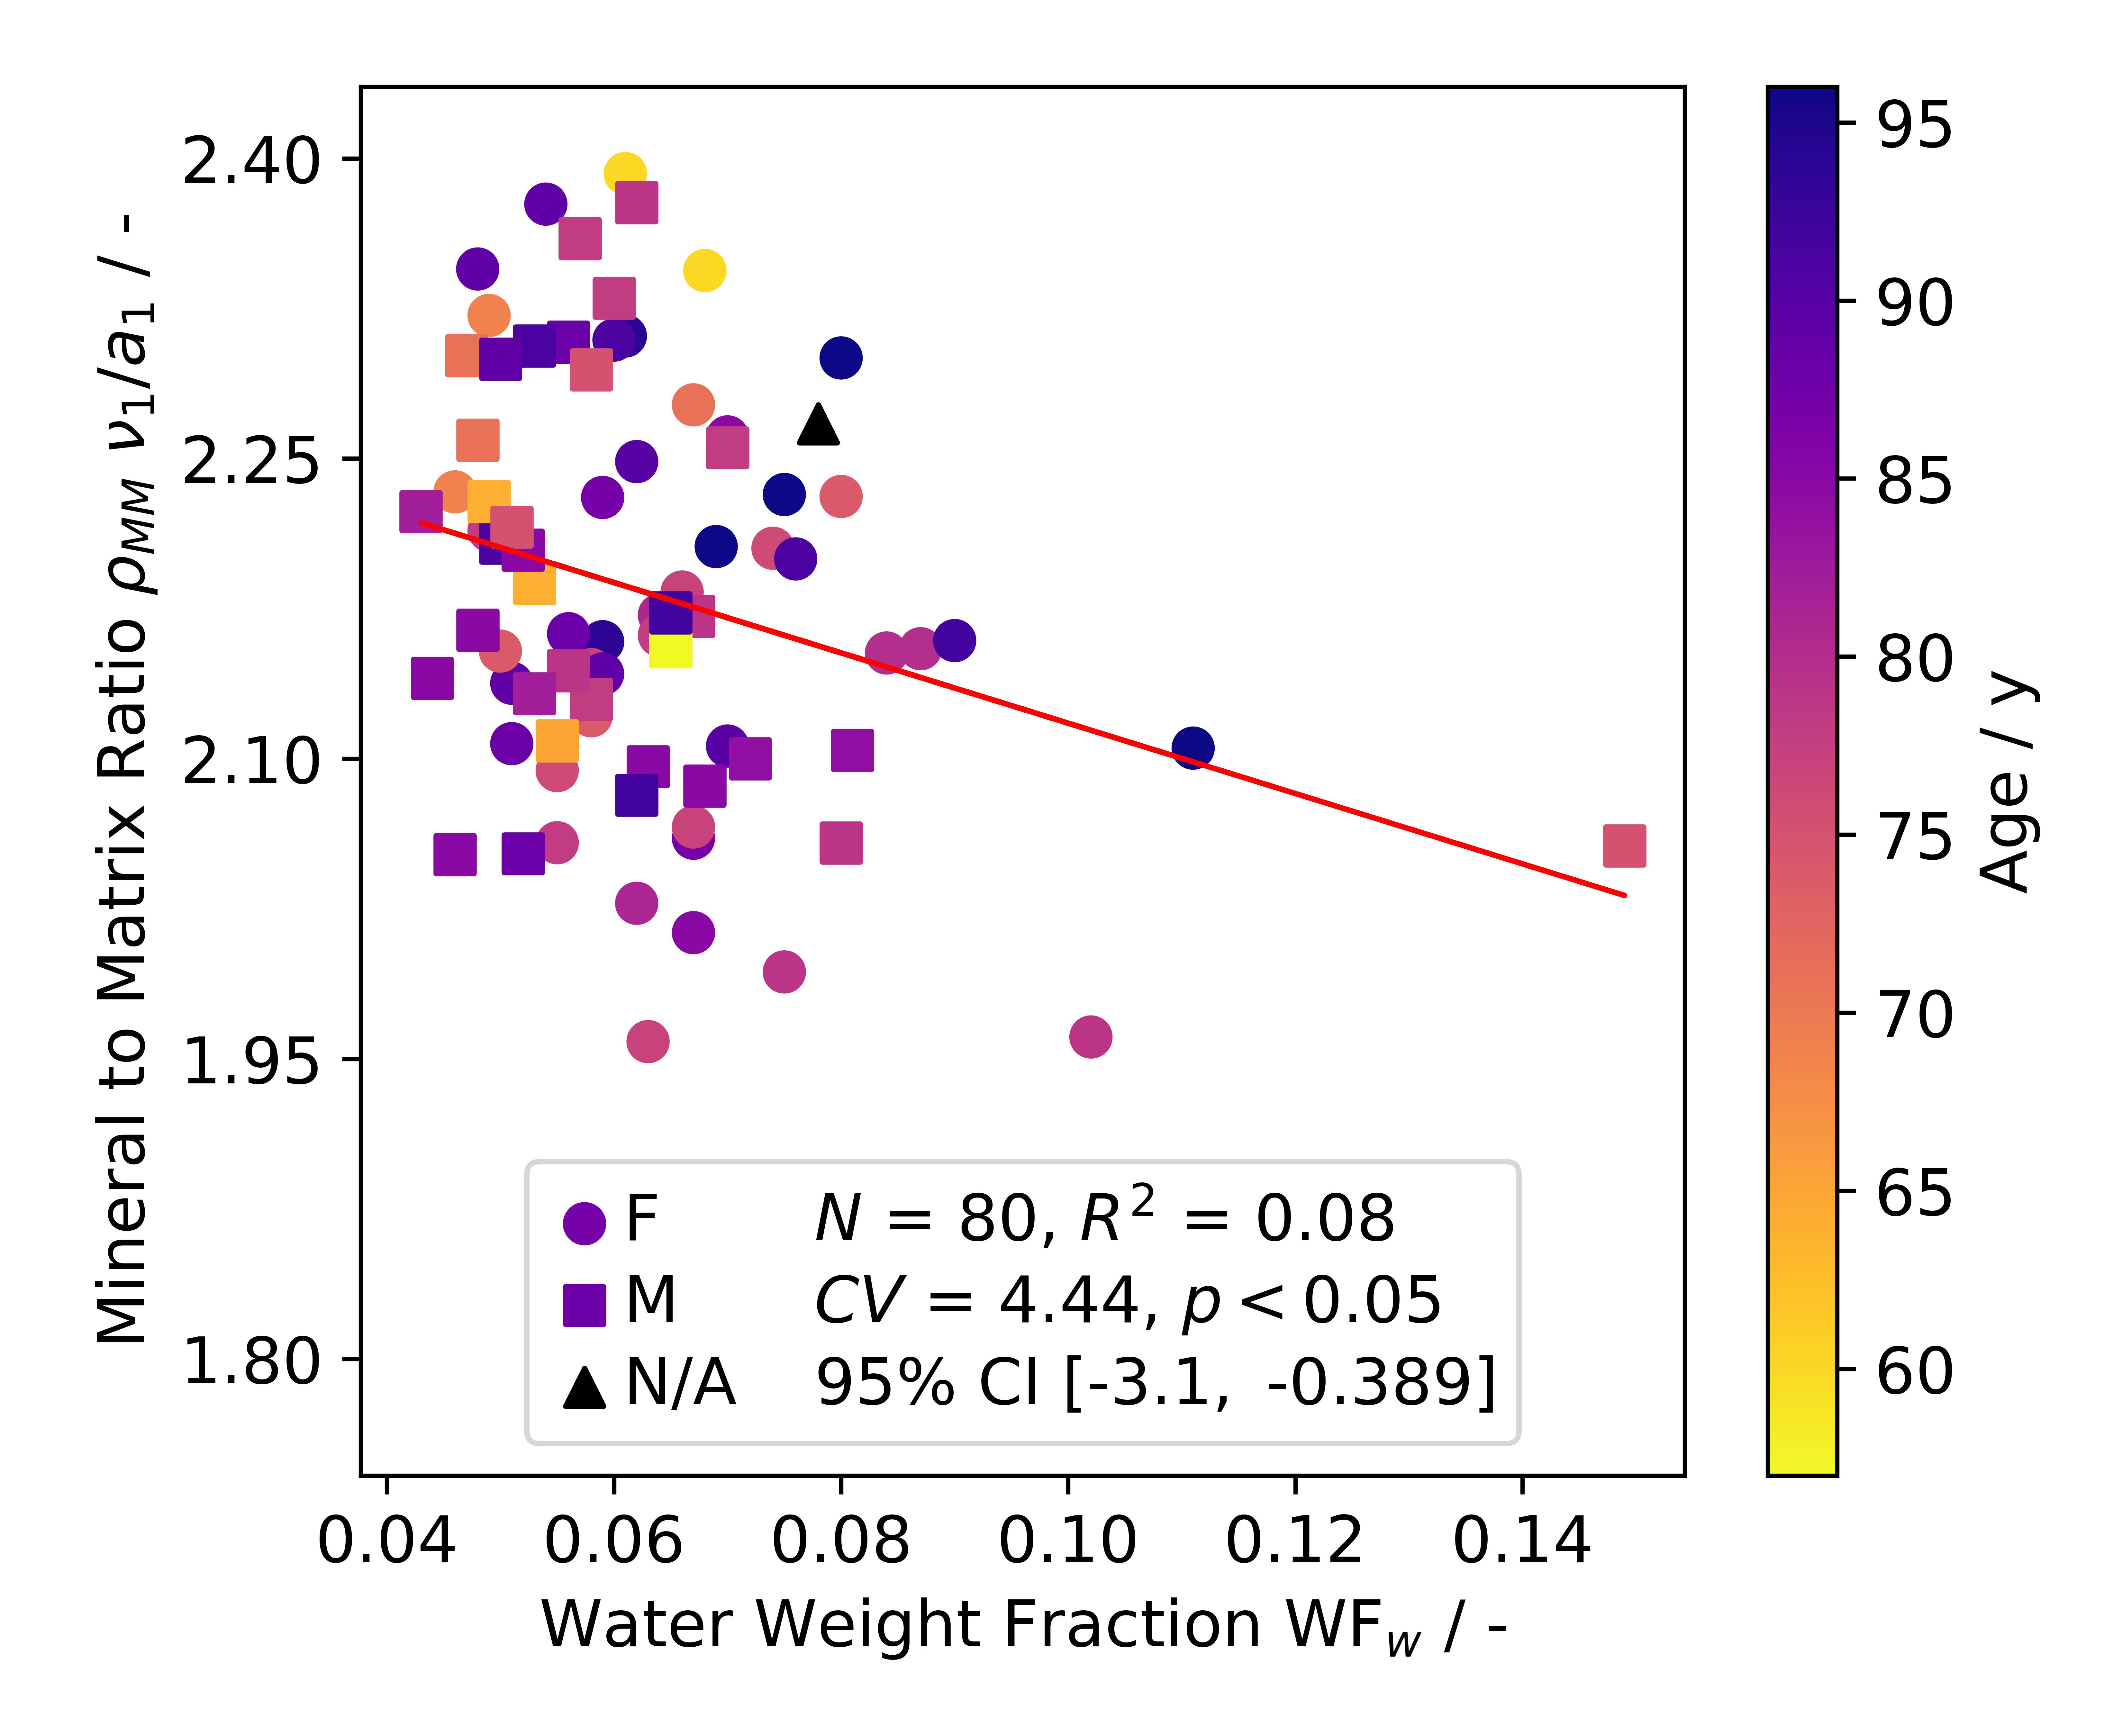 Mineral to Matrix Ratio ρMM ν1/a1 / -
2.40
2.25
2.10
1.95
1.80
F N = 80, R² = 0.08
M CV = 4.44, p < 0.05
N/A 95% CI [-3.1, -0.389]
0.04 0.06 0.08 0.10 0.12 0.14
Water Weight Fraction WFw / -
95
90
85
80
75
70
65
60
Age / y